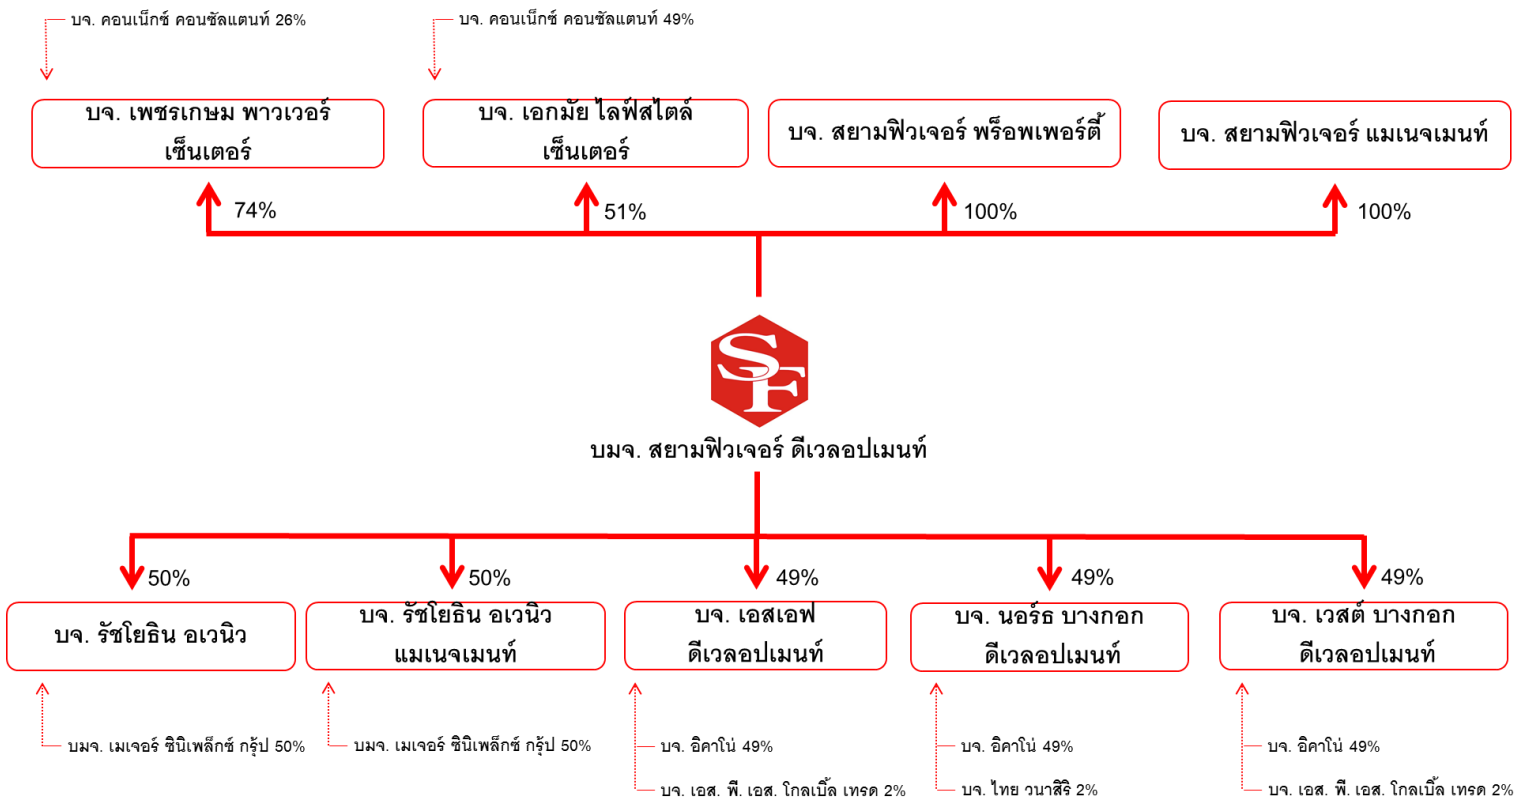 บจ. คอนเน็กซ์ คอนซัลแตนท์ 26%
บจ. คอนเน็กซ์ คอนซัลแตนท์ 49%
บจ. เพชรเกษม พาวเวอร์
เซ็นเตอร์
บจ. เอกมัย ไลฟ์สไตล์
เซ็นเตอร์
บจ. สยามฟิวเจอร์ พร็อพเพอร์ตี้
บจ. สยามฟิวเจอร์ แมเนจเมนท์
74%
51%
100%
100%
SF
บมจ. สยามฟิวเจอร์ ดีเวลอปเมนท์
50%
50%
49%
49%
49%
บจ. รัชโยธิน อเวนิว
บจ. รัชโยธิน อเวนิว
แมเนจเมนท์
บจ. เอสเอฟ
ดีเวลอปเมนท์
บจ. นอร์ธ บางกอก
ดีเวลอปเมนท์
บจ. เวสต์ บางกอก
ดีเวลอปเมนท์
บมจ. เมเจอร์ ซินิเพล็กซ์ กรุ้ป 50%
บมจ. เมเจอร์ ซินิเพล็กซ์ กรุ้ป 50%
บจ. อิคาโน่ 49%
บจ. เอส. พี. เอส. โกลเบิ้ล เทรด 2%
บจ. อิคาโน่ 49%
บจ. ไทย วนาสิริ 2%
บจ. อิคาโน่ 49%
บจ. เอส. พี. เอส. โกลเบิ้ล เทรด 2%